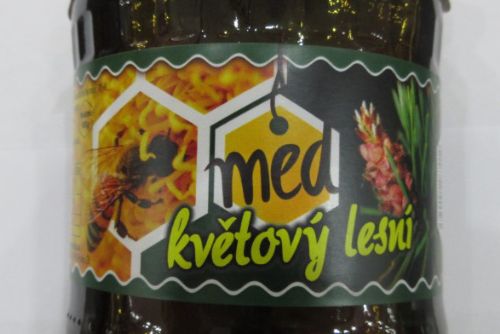 med
květový lesní